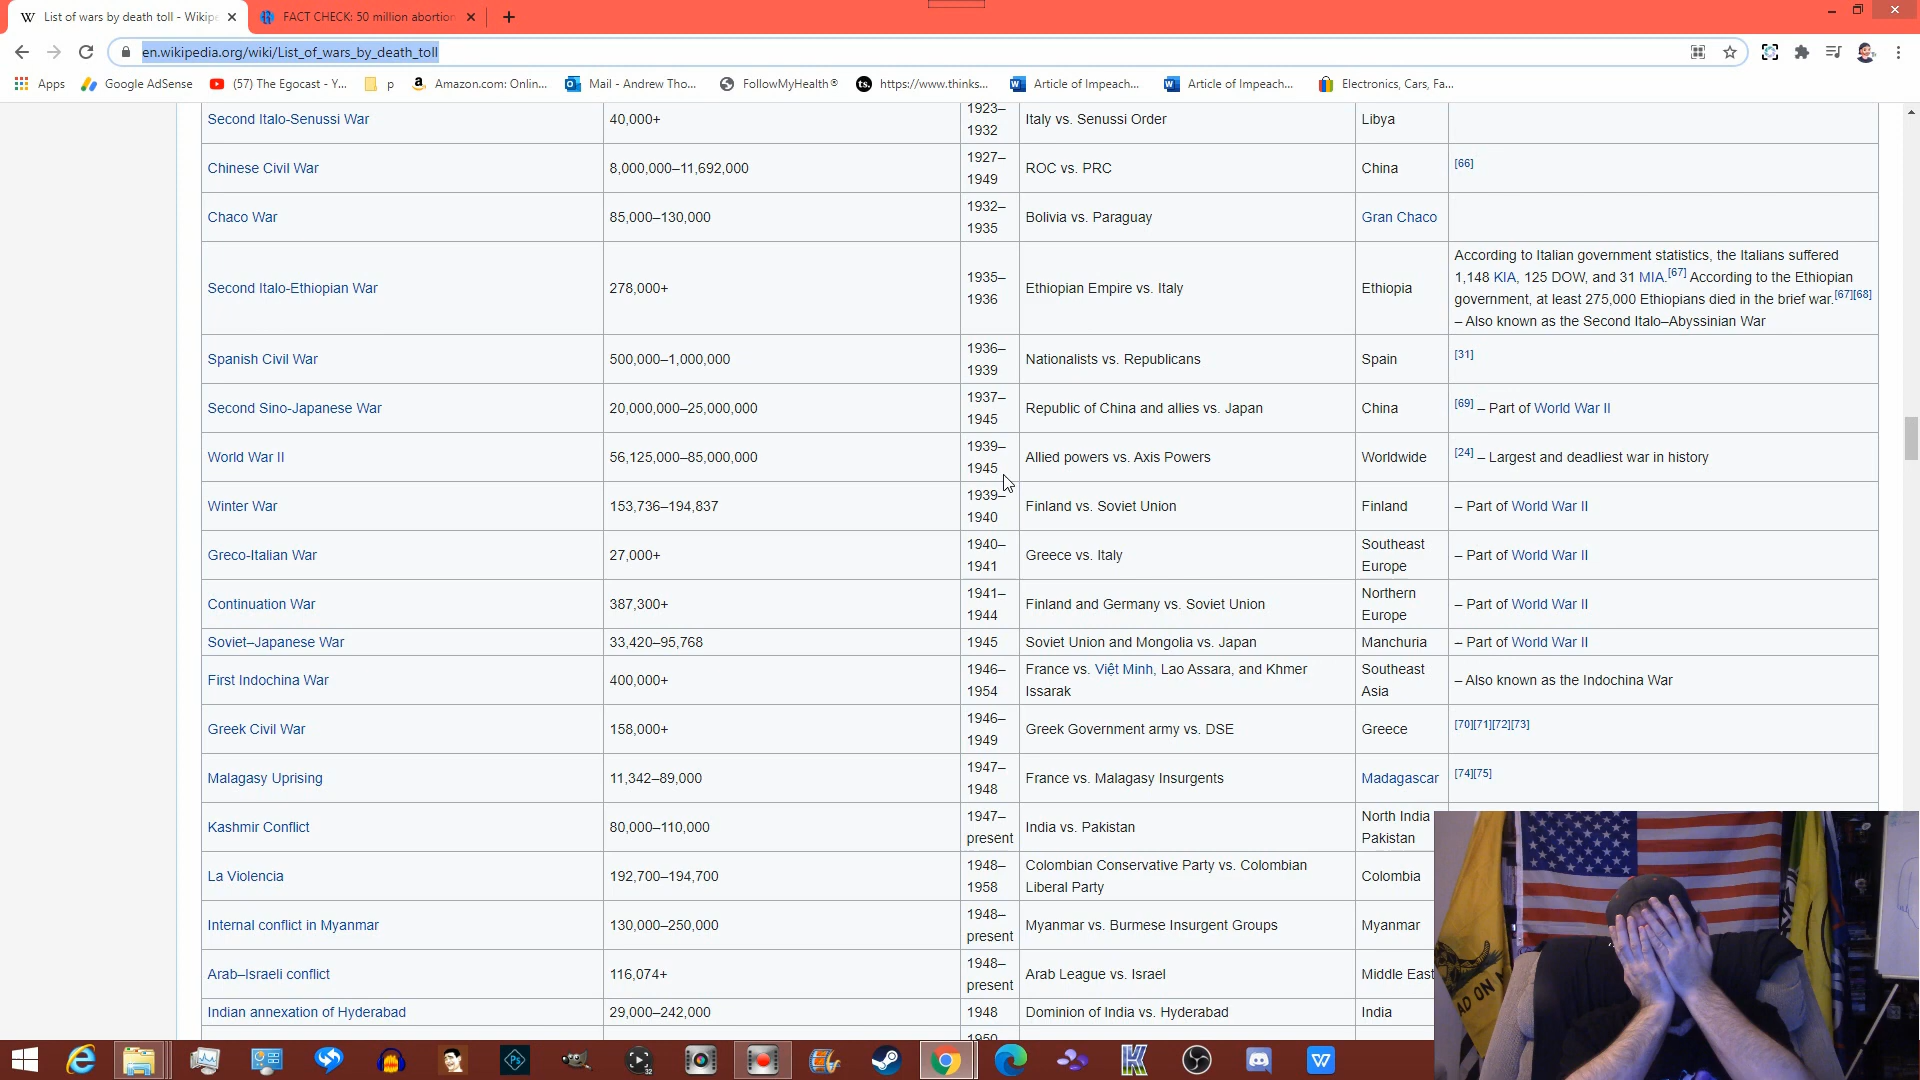 List of wars by death toll - Wikipe
FACT CHECK: 50 million abortion
en.wikipedia.org/wiki/List_of_wars_by_death_toll
Apps
Google AdSense
(57) The Egocast - Y...
p
Amazon.com: Onlin...
Mail - Andrew Tho...
FollowMyHealth®
https://www.thinks...
Article of Impeach...
Article of Impeach...
Electronics, Cars, Fa...
Second Italo-Senussi War 40,000+ 1923–
1932 Italy vs. Senussi Order Libya
Chinese Civil War 8,000,000–11,692,000 1927–
1949 ROC vs. PRC China [66]
Chaco War 85,000–130,000 1932–
1935 Bolivia vs. Paraguay Gran Chaco
Second Italo-Ethiopian War 278,000+ 1935–
1936 Ethiopian Empire vs. Italy Ethiopia
According to Italian government statistics, the Italians suffered
1,148 KIA, 125 DOW, and 31 MIA.[67] According to the Ethiopian
government, at least 275,000 Ethiopians died in the brief war.[67][68]
– Also known as the Second Italo–Abyssinian War
Spanish Civil War 500,000–1,000,000 1936–
1939 Nationalists vs. Republicans Spain [31]
Second Sino-Japanese War 20,000,000–25,000,000 1937–
1945 Republic of China and allies vs. Japan China [69] – Part of World War II
World War II 56,125,000–85,000,000 1939–
1945 Allied powers vs. Axis Powers Worldwide [24] – Largest and deadliest war in history
Winter War 153,736–194,837 1939–
1940 Finland vs. Soviet Union Finland – Part of World War II
Greco-Italian War 27,000+ 1940–
1941 Greece vs. Italy Southeast
Europe – Part of World War II
Continuation War 387,300+ 1941–
1944 Finland and Germany vs. Soviet Union Northern
Europe – Part of World War II
Soviet–Japanese War 33,420–95,768 1945 Soviet Union and Mongolia vs. Japan Manchuria – Part of World War II
First Indochina War 400,000+ 1946–
1954 France vs. Việt Minh, Lao Assara, and Khmer
Issarak Southeast
Asia – Also known as the Indochina War
Greek Civil War 158,000+ 1946–
1949 Greek Government army vs. DSE Greece [70][71][72][73]
Malagasy Uprising 11,342–89,000 1947–
1948 France vs. Malagasy Insurgents Madagascar [74][75]
Kashmir Conflict 80,000–110,000 1947–
present India vs. Pakistan North India
Pakistan
La Violencia 192,700–194,700 1948–
1958 Colombian Conservative Party vs. Colombian
Liberal Party Colombia
Internal conflict in Myanmar 130,000–250,000 1948–
present Myanmar vs. Burmese Insurgent Groups Myanmar
Arab–Israeli conflict 116,074+ 1948–
present Arab League vs. Israel Middle East
Indian annexation of Hyderabad 29,000–242,000 1948 Dominion of India vs. Hyderabad India
1950
AD ON